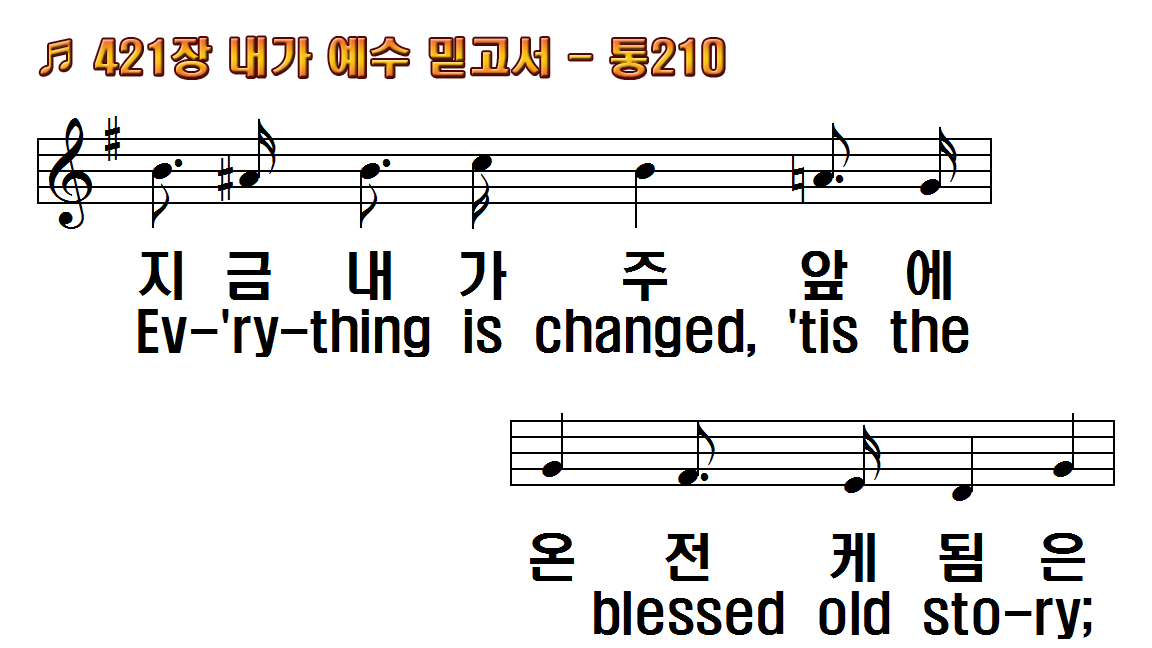 ♬ 421장 내가 예수 믿고서 - 통210
지 금 내 가 주 앞 에
Ev-'ry-thing is changed, 'tis the
온 전 케 됨 은
blessed old sto-ry;